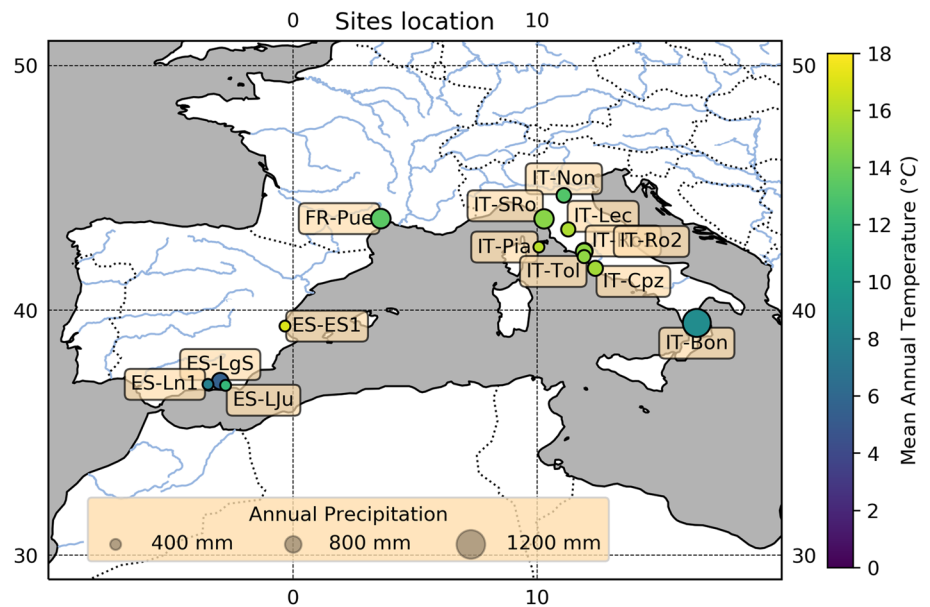 0 Sites location 10
50 50
18
16
14
12
10
8
6
4
2
0
Mean Annual Temperature (°C)
IT-Non
IT-SRo
IT-Lec
FR-Pue
IT-Pia
IT-Ro2
IT-Tol
IT-Cpz
40 40
ES-ES1
IT-Bon
ES-LgS
ES-Ln1
ES-LJu
Annual Precipitation
400 mm 800 mm 1200 mm
30 30
0 10